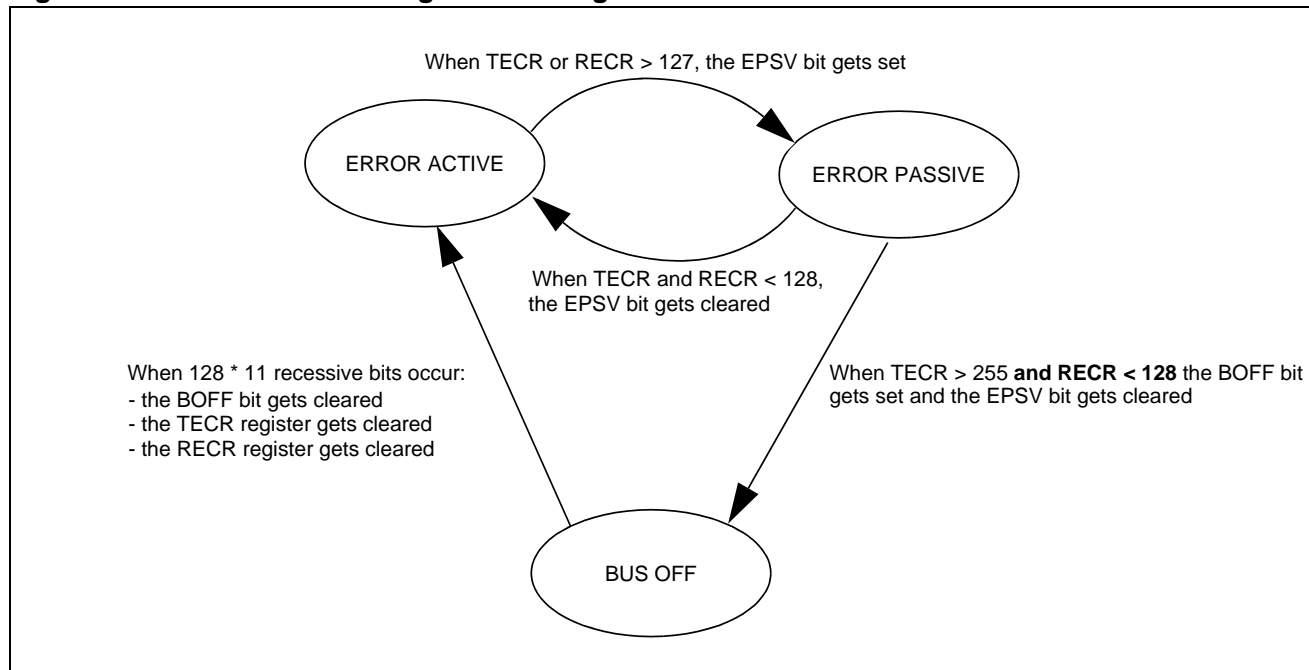 When TECR or RECR > 127, the EPSV bit gets set
ERROR ACTIVE
ERROR PASSIVE
When TECR and RECR < 128,
the EPSV bit gets cleared
When 128 * 11 recessive bits occur:
- the BOFF bit gets cleared
- the TECR register gets cleared
- the RECR register gets cleared
When TECR > 255 and RECR < 128 the BOFF bit
gets set and the EPSV bit gets cleared
BUS OFF